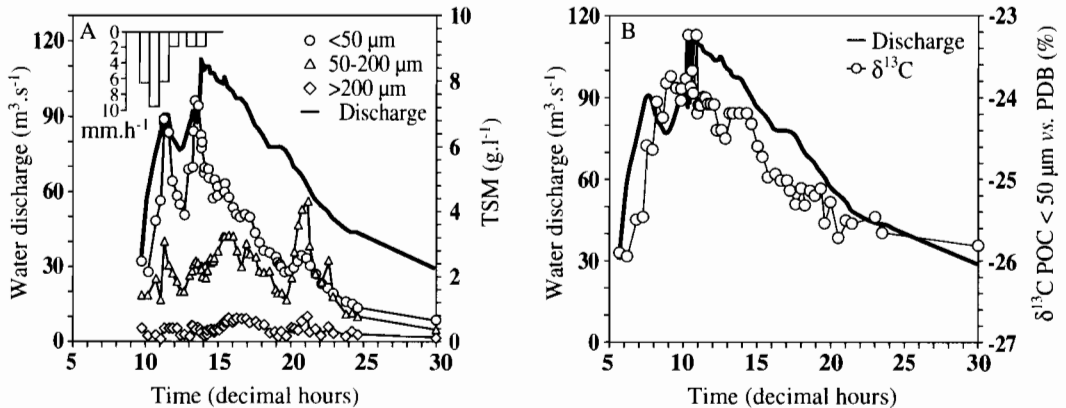 A
0
2
4
6
8
10
mm.h⁻¹
<50 µm
50-200 µm
>200 µm
Discharge
120
90
60
30
0
Water discharge (m³.s⁻¹)
10
8
6
4
2
0
TSM (g.l⁻¹)
5 10 15 20 25 30
Time (decimal hours)
B
Discharge
δ¹³C
120
90
60
30
0
Water discharge (m³.s⁻¹)
-23
-24
-25
-26
-27
δ¹³C POC < 50 µm vs. PDB (%)
5 10 15 20 25 30
Time (decimal hours)